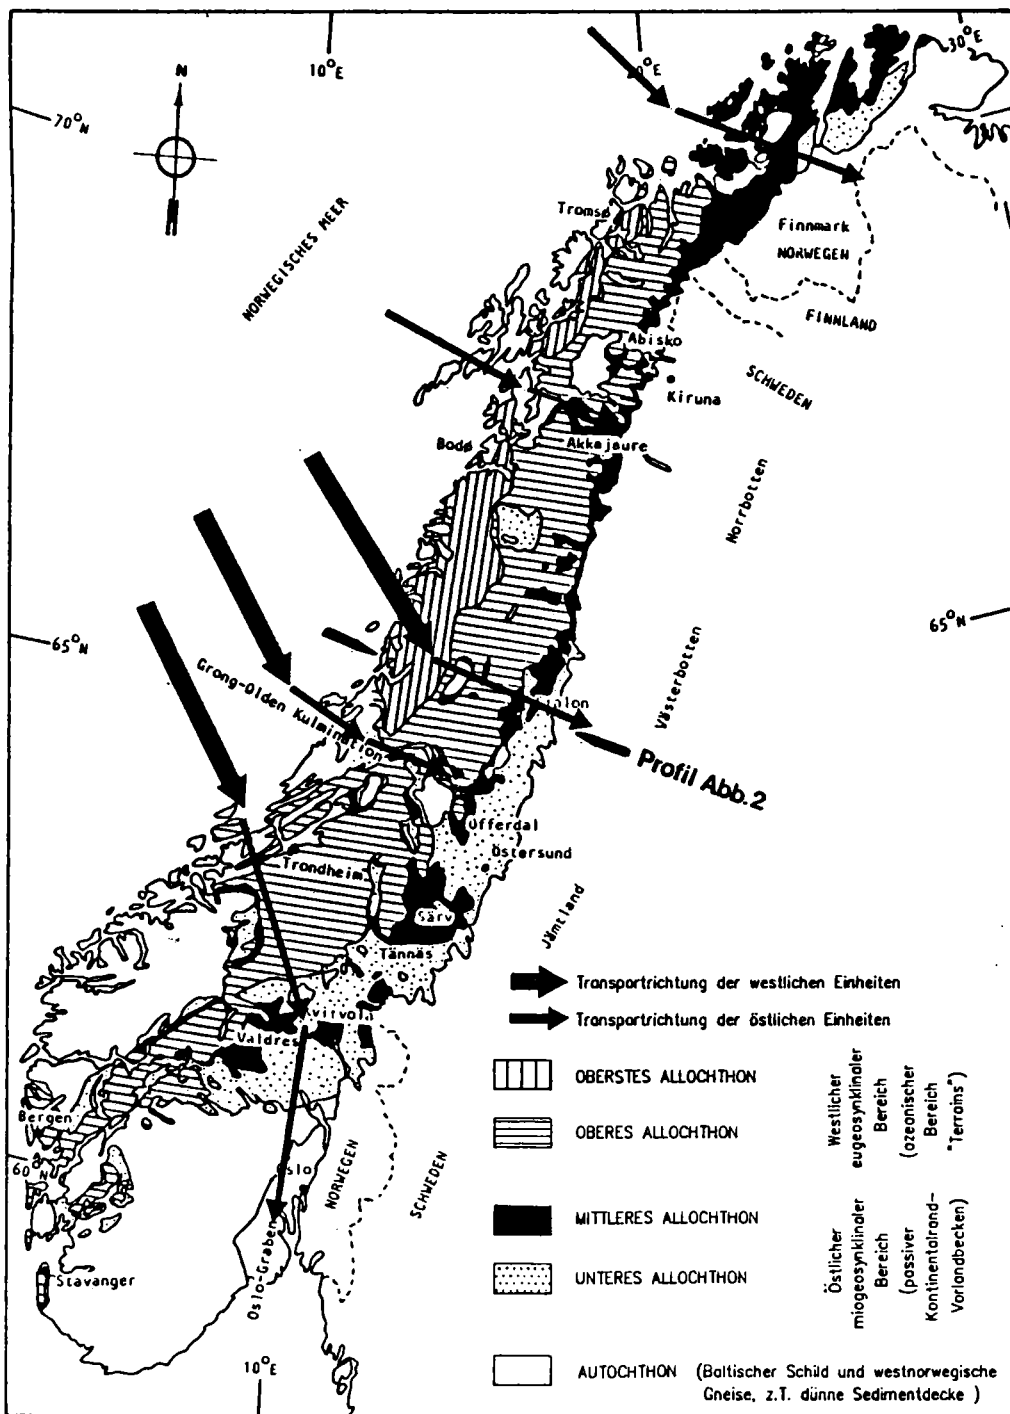 10°E
30°E
N
70°N
Tromsø
Finnmark
NORWEGEN
NORWEGISCHES MEER
FINNLAND
Abisko
SCHWEDEN
Kiruna
Bodø
Akkajaure
Norrbotten
65°N
65°N
Västerbotten
Grong-Olden Kulmination
Profil Abb.2
Offerdal
Östersund
Trondheim
Särv
Jämtland
Tännäs
Transportrichtung der westlichen Einheiten
Transportrichtung der östlichen Einheiten
Valdres
OBERSTES ALLOCHTHON
OBERES ALLOCHTHON
Westlicher
eugeosynklinaler
Bereich
(ozeanischer
Bereich
"Terrains")
Bergen
60°N
Oslo
NORWEGEN
SCHWEDEN
MITTLERES ALLOCHTHON
UNTERES ALLOCHTHON
Östlicher
miogeosynklinaler
Bereich
(passiver
Kontinentalrand-
Vorlandbecken)
Stavanger
Oslo-Graben
10°E
AUTOCHTHON (Baltischer Schild und westnorwegische
Gneise, z.T. dünne Sedimentdecke )